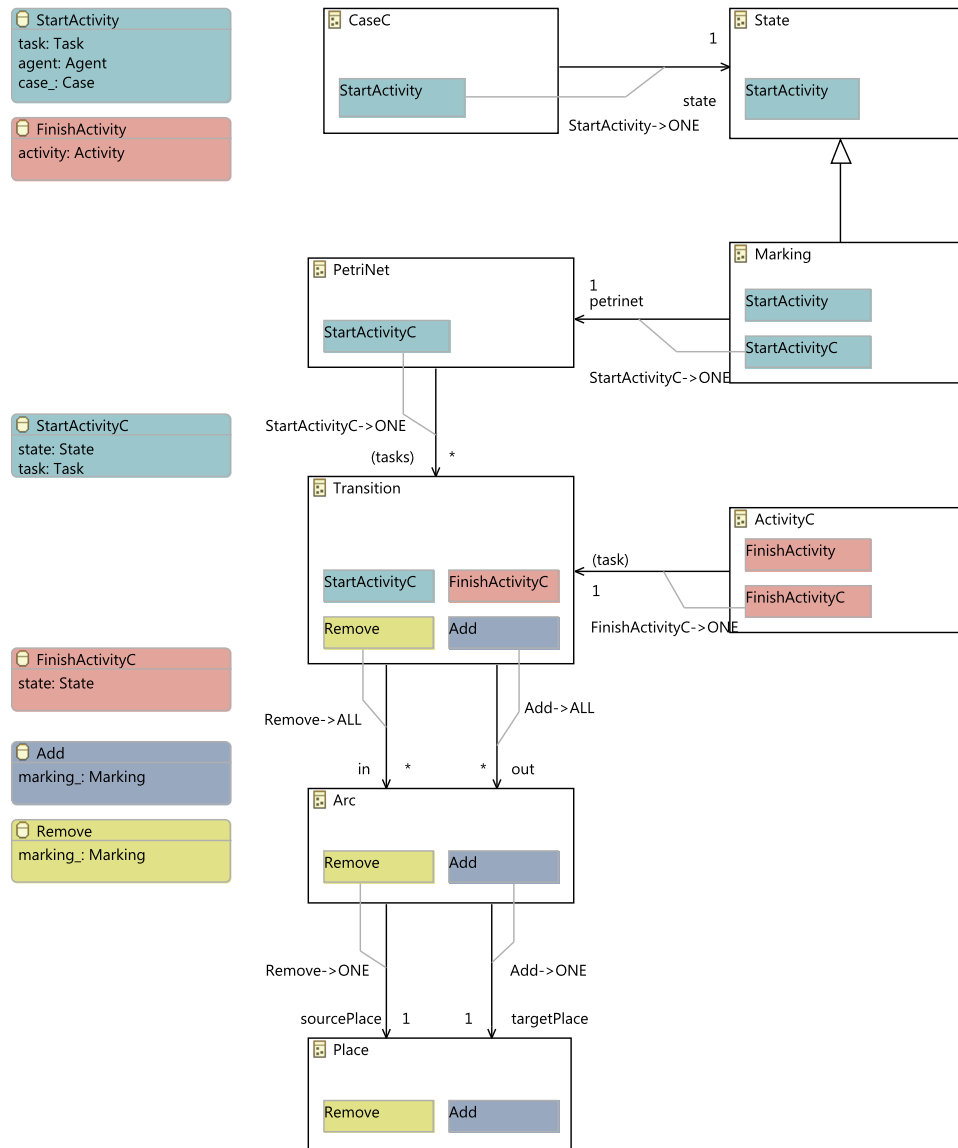 StartActivity
task: Task
agent: Agent
case_: Case
FinishActivity
activity: Activity
CaseC
StartActivity
1
state
StartActivity->ONE
State
StartActivity
Marking
StartActivity
StartActivityC
1
petrinet
StartActivityC->ONE
PetriNet
StartActivityC
StartActivityC->ONE
(tasks)
*
StartActivityC
state: State
task: Task
Transition
StartActivityC
FinishActivityC
Remove
Add
(task)
1
FinishActivityC->ONE
ActivityC
FinishActivity
FinishActivityC
FinishActivityC
state: State
Remove->ALL
Add->ALL
in
*
*
out
Add
marking_: Marking
Remove
marking_: Marking
Arc
Remove
Add
Remove->ONE
Add->ONE
sourcePlace
1
1
targetPlace
Place
Remove
Add